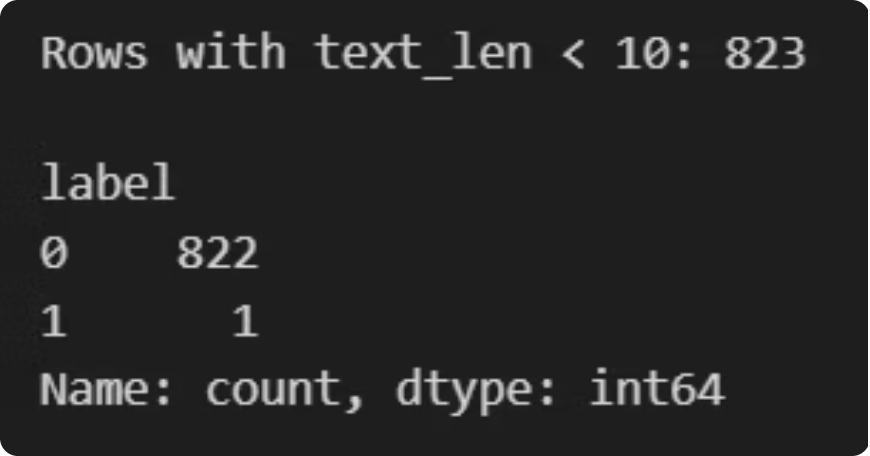 Rows with text_len < 10: 823
label
0    822
1      1
Name: count, dtype: int64